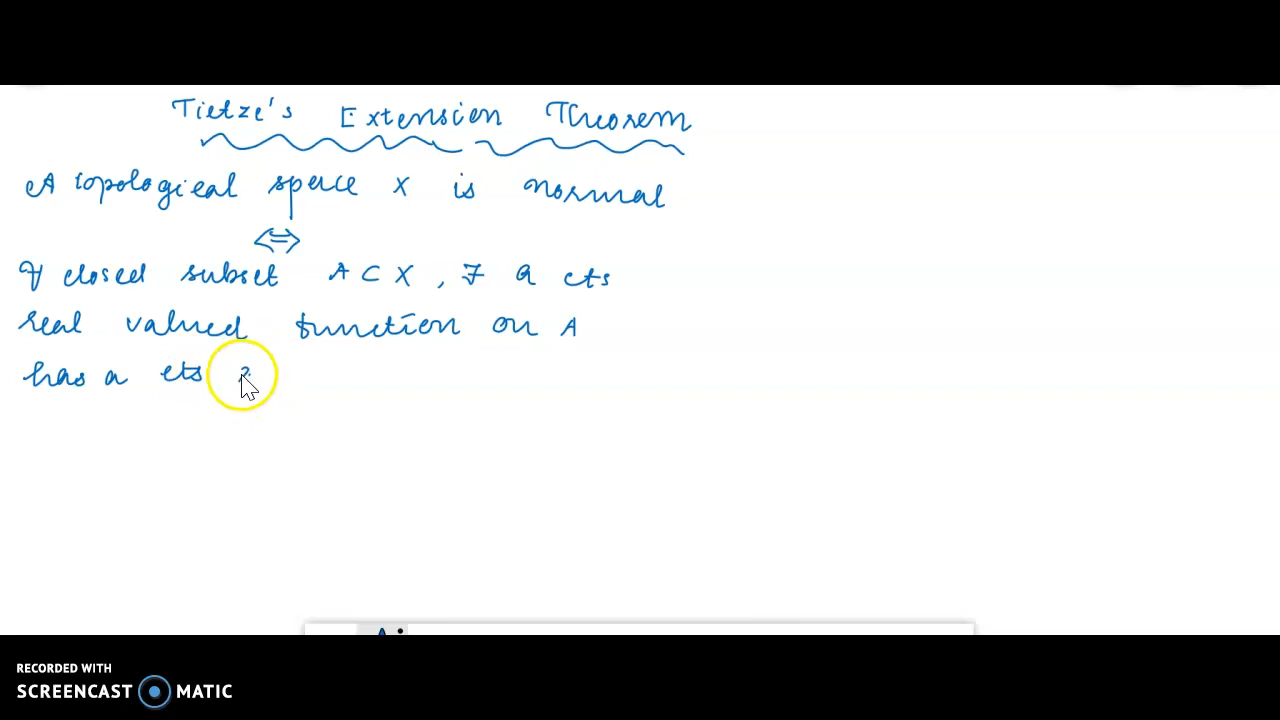 Tietze's Extension Theorem
A topological space X is normal
⇔
∀ closed subset A ⊂ X, ∃ a cts
real valued function on A
has a cts
RECORDED WITH
SCREENCAST MATIC